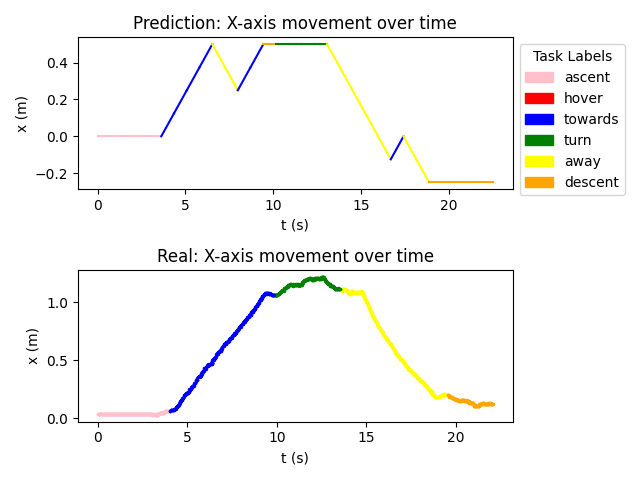 Prediction: X-axis movement over time
0.4
0.2
0.0
−0.2
x (m)
0 5 10 15 20
t (s)
Task Labels
ascent
hover
towards
turn
away
descent
Real: X-axis movement over time
1.0
0.5
0.0
x (m)
0 5 10 15 20
t (s)